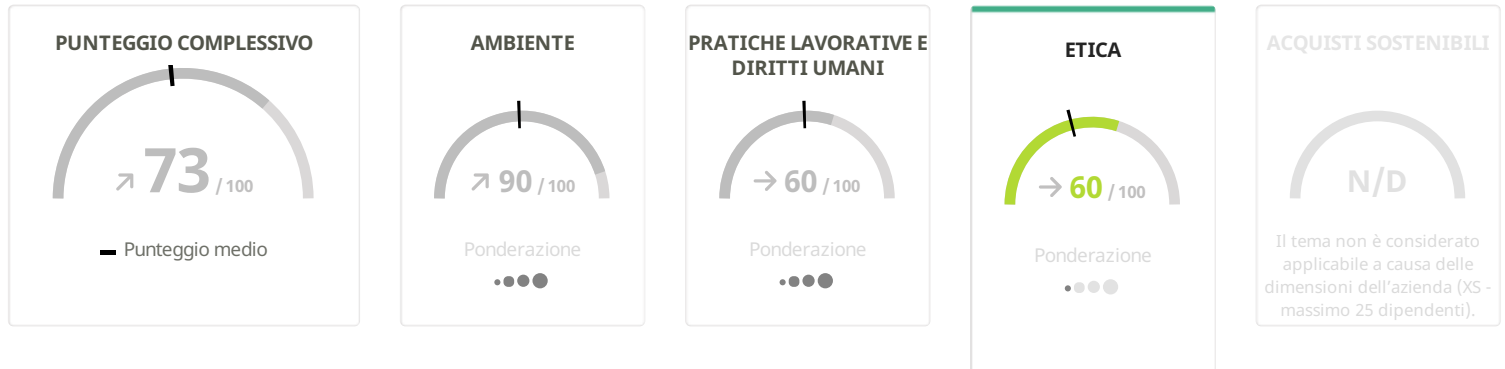 PUNTEGGIO COMPLESSIVO
73 / 100
Punteggio medio
AMBIENTE
90 / 100
Ponderazione
PRATICHE LAVORATIVE E
DIRITTI UMANI
60 / 100
Ponderazione
ETICA
60 / 100
Ponderazione
ACQUISTI SOSTENIBILI
N/D
Il tema non è considerato
applicabile a causa delle
dimensioni dell'azienda (XS -
massimo 25 dipendenti).